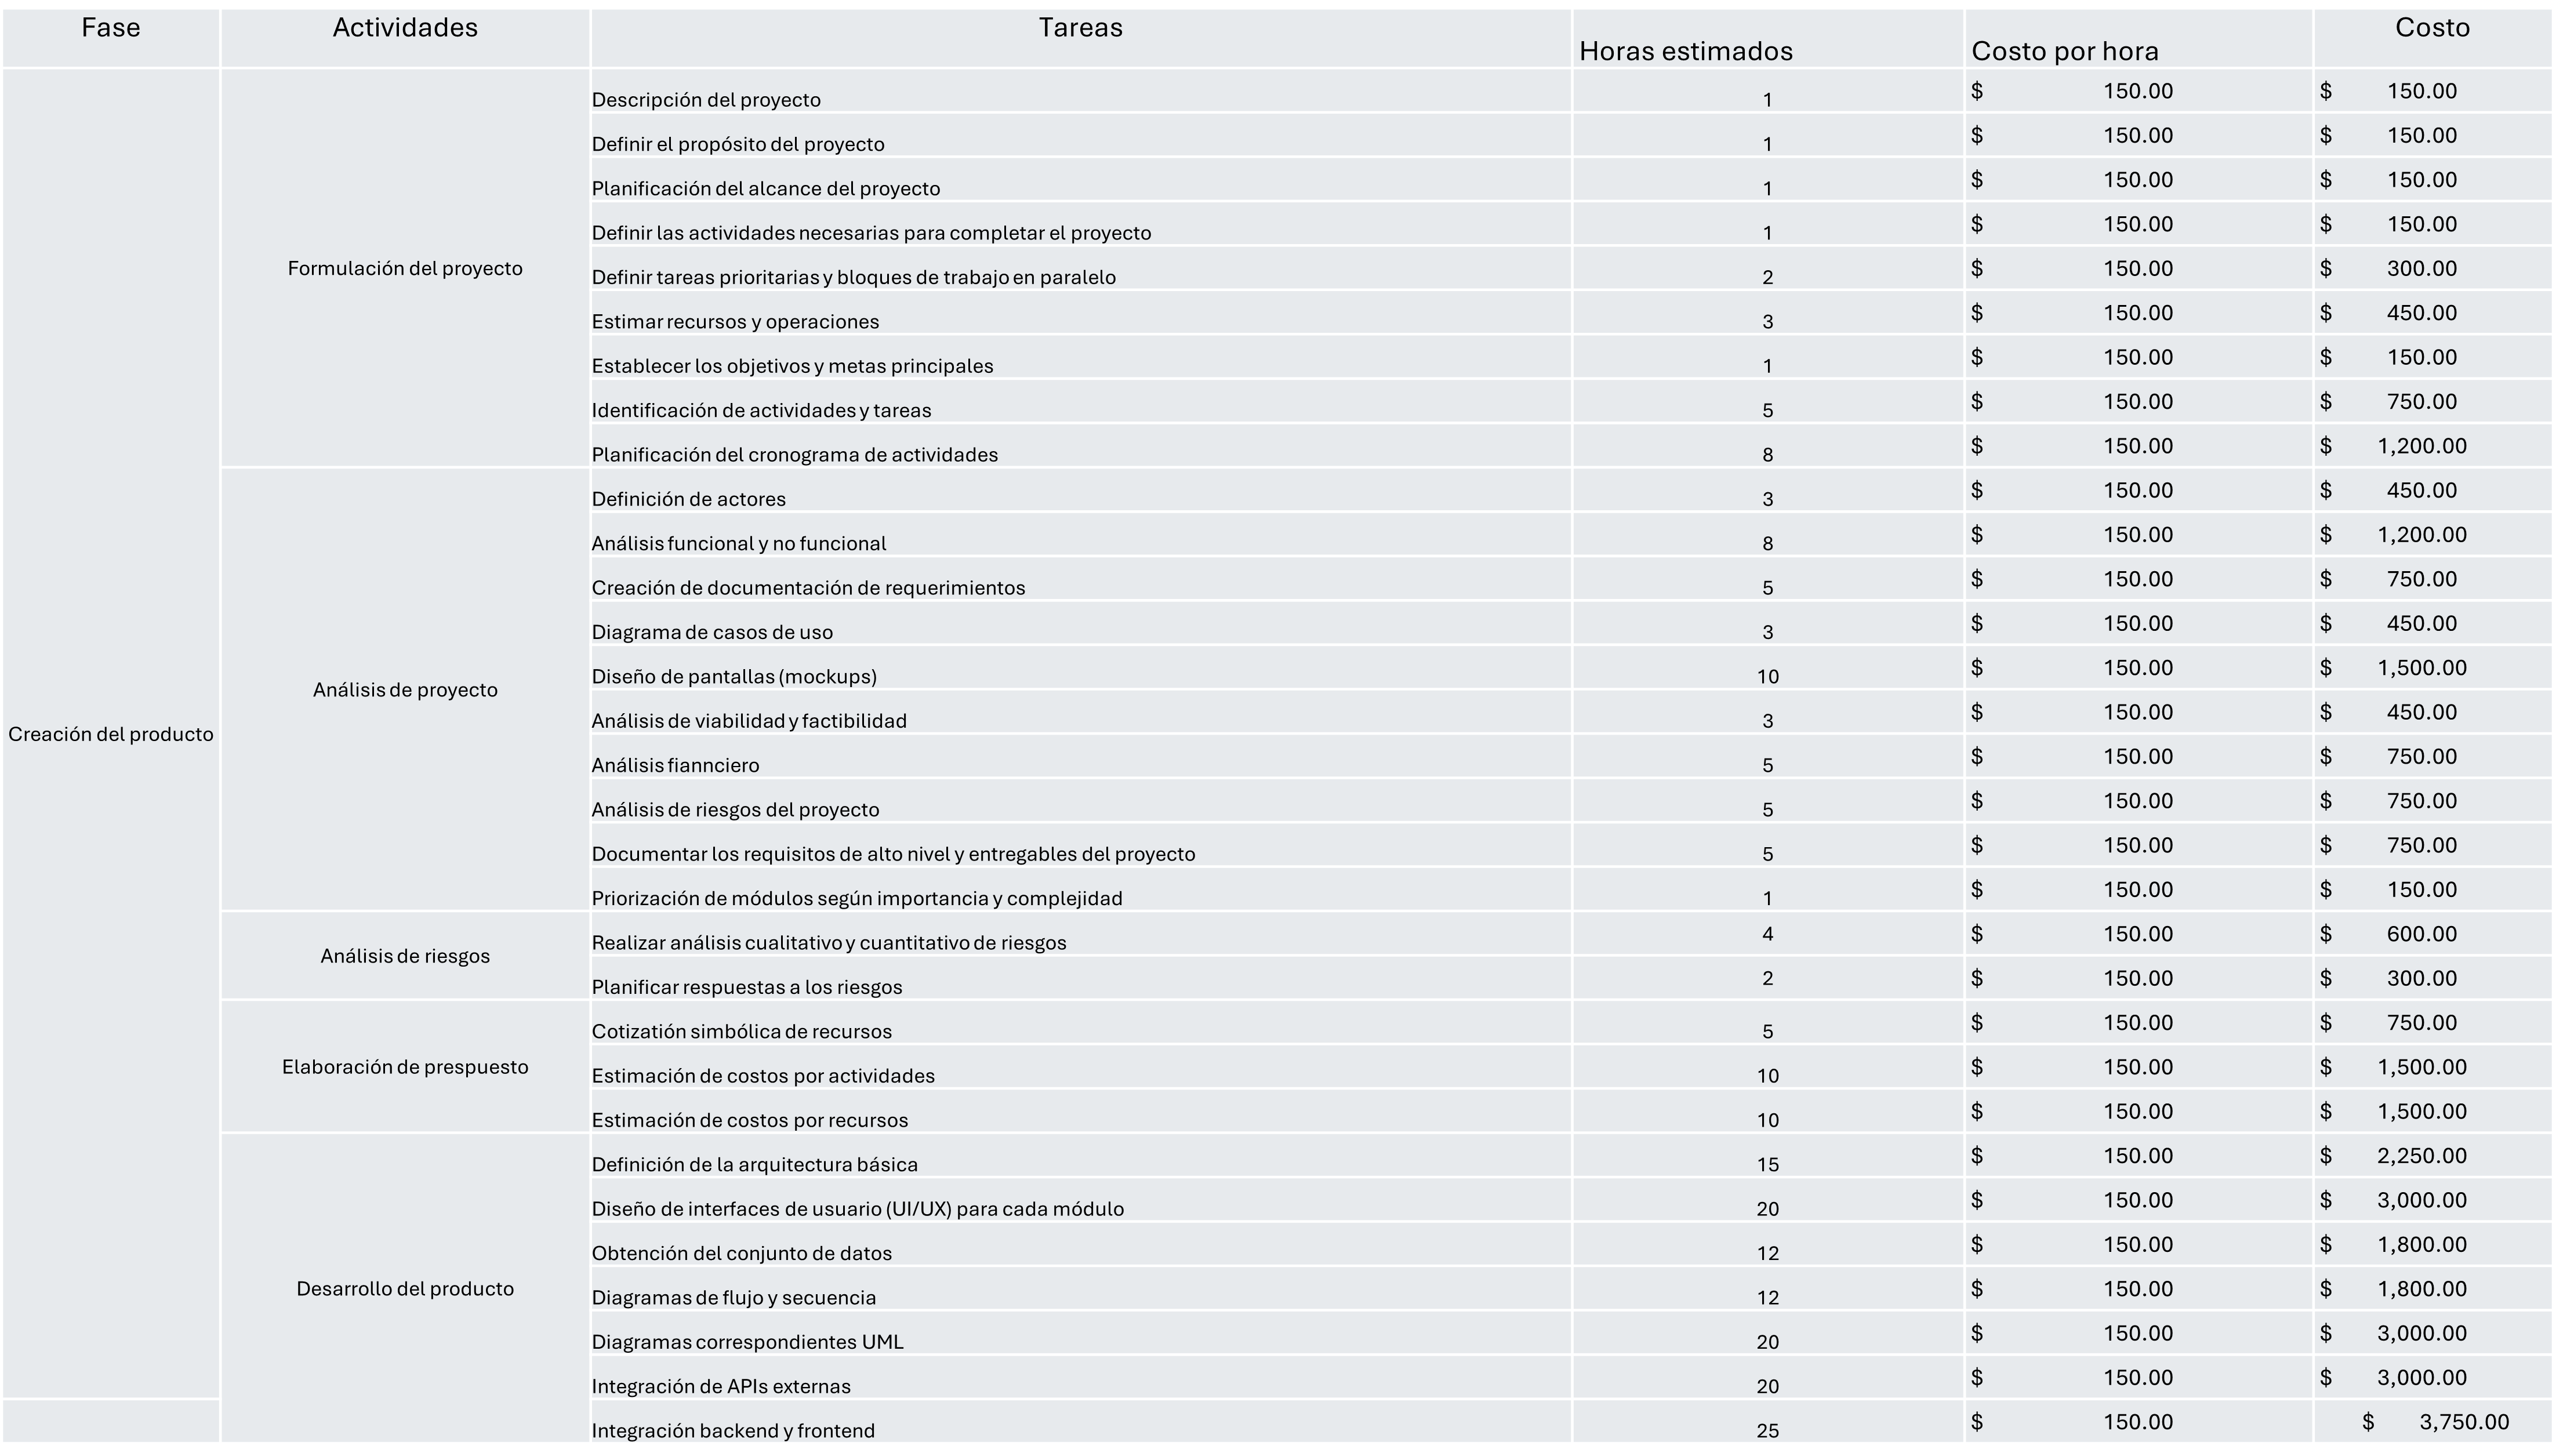 Fase Actividades Tareas Horas estimados Costo por hora Costo
Descripción del proyecto 1 $ 150.00 $ 150.00
Definir el propósito del proyecto 1 $ 150.00 $ 150.00
Planificación del alcance del proyecto 1 $ 150.00 $ 150.00
Definir las actividades necesarias para completar el proyecto 1 $ 150.00 $ 150.00
Formulación del proyecto Definir tareas prioritarias y bloques de trabajo en paralelo 2 $ 150.00 $ 300.00
Estimar recursos y operaciones 3 $ 150.00 $ 450.00
Establecer los objetivos y metas principales 1 $ 150.00 $ 150.00
Identificación de actividades y tareas 5 $ 150.00 $ 750.00
Planificación del cronograma de actividades 8 $ 150.00 $ 1,200.00
Definición de actores 3 $ 150.00 $ 450.00
Análisis funcional y no funcional 8 $ 150.00 $ 1,200.00
Creación de documentación de requerimientos 5 $ 150.00 $ 750.00
Diagrama de casos de uso 3 $ 150.00 $ 450.00
Análisis de proyecto Diseño de pantallas (mockups) 10 $ 150.00 $ 1,500.00
Creación del producto Análisis de viabilidad y factibilidad 3 $ 150.00 $ 450.00
Análisis fiannciero 5 $ 150.00 $ 750.00
Análisis de riesgos del proyecto 5 $ 150.00 $ 750.00
Documentar los requisitos de alto nivel y entregables del proyecto 5 $ 150.00 $ 750.00
Priorización de módulos según importancia y complejidad 1 $ 150.00 $ 150.00
Análisis de riesgos Realizar análisis cualitativo y cuantitativo de riesgos 4 $ 150.00 $ 600.00
Planificar respuestas a los riesgos 2 $ 150.00 $ 300.00
Cotizatión simbólica de recursos 5 $ 150.00 $ 750.00
Elaboración de prespuesto Estimación de costos por actividades 10 $ 150.00 $ 1,500.00
Estimación de costos por recursos 10 $ 150.00 $ 1,500.00
Definición de la arquitectura básica 15 $ 150.00 $ 2,250.00
Diseño de interfaces de usuario (UI/UX) para cada módulo 20 $ 150.00 $ 3,000.00
Obtención del conjunto de datos 12 $ 150.00 $ 1,800.00
Desarrollo del producto Diagramas de flujo y secuencia 12 $ 150.00 $ 1,800.00
Diagramas correspondientes UML 20 $ 150.00 $ 3,000.00
Integración de APIs externas 20 $ 150.00 $ 3,000.00
Integración backend y frontend 25 $ 150.00 $ 3,750.00